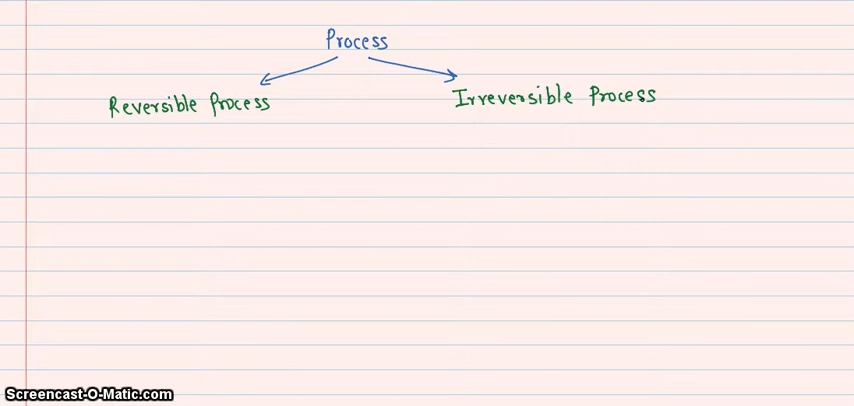 Process
Reversible Process
Irreversible Process
Screencast-O-Matic.com